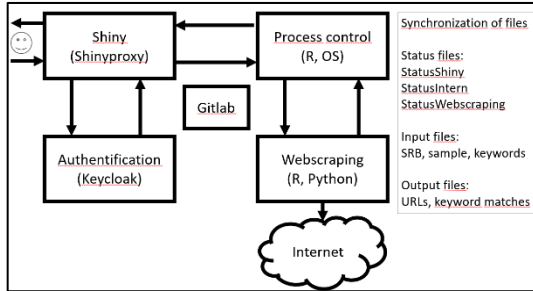 Shiny
(Shinyproxy)
Process control
(R, OS)
Gitlab
Authentification
(Keycloak)
Webscraping
(R, Python)
Internet
Synchronization of files
Status files:
StatusShiny
StatusIntern
StatusWebscraping
Input files:
SRB, sample, keywords
Output files:
URLs, keyword matches